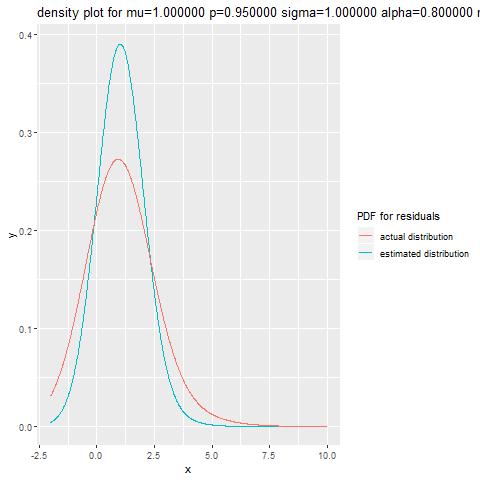 density plot for mu=1.000000 p=0.950000 sigma=1.000000 alpha=0.800000
0.4
0.3
0.2
0.1
0.0
y
-2.5
0.0
2.5
5.0
7.5
10.0
x
PDF for residuals
actual distribution
estimated distribution